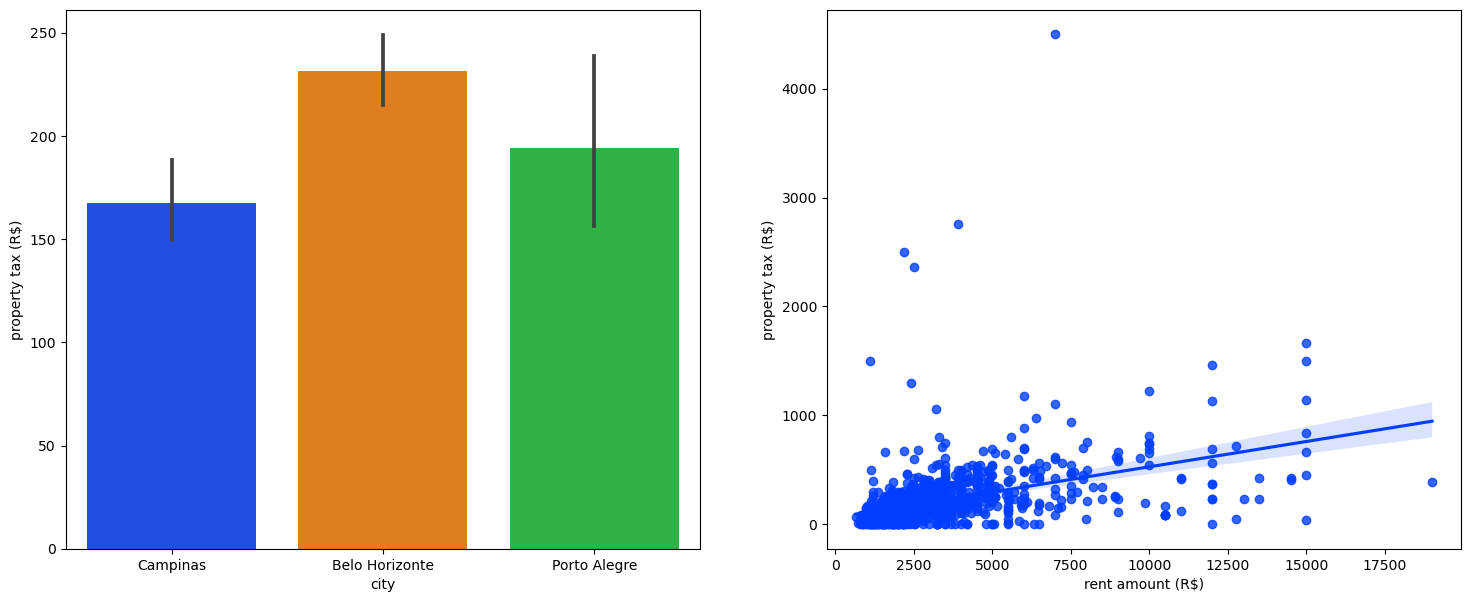 250
200
150
100
50
0
property tax (R$)
Campinas
Belo Horizonte
Porto Alegre
city
4000
3000
2000
1000
0
property tax (R$)
0
2500
5000
7500
10000
12500
15000
17500
rent amount (R$)